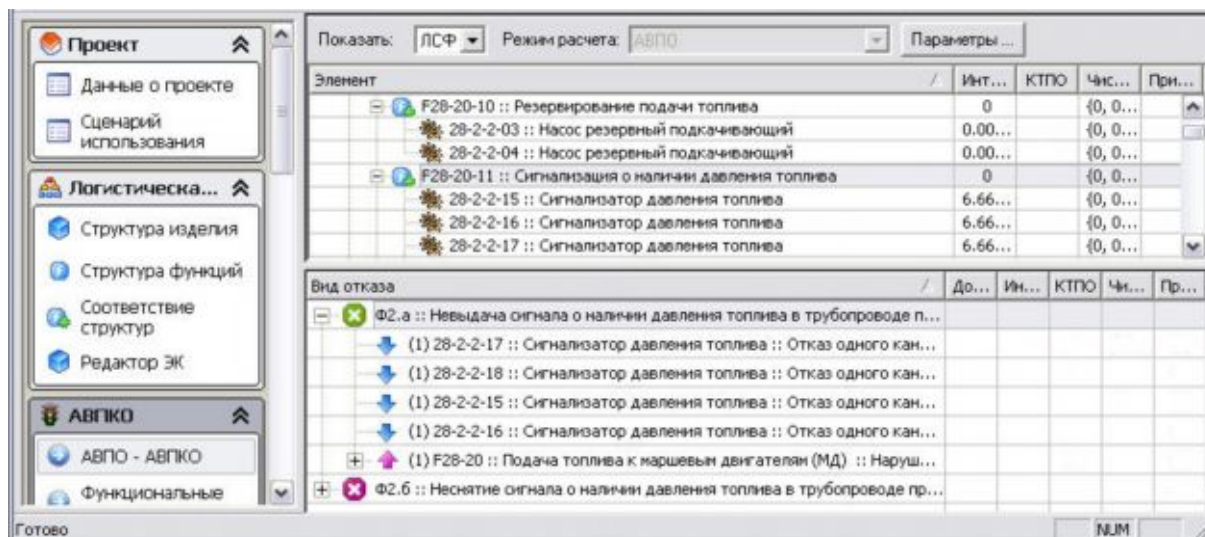 Проект
Данные о проекте
Сценарий
использования
Логистическа...
Структура изделия
Структура функций
Соответствие
структур
Редактор ЭК
АВПКО
АВПО - АВПКО
Функциональные
Показать: ЛСФ Режим расчета: АВПО Параметры ...
Элемент / Инт... КТПО Чис... При...
F28-20-10 :: Резервирование подачи топлива 0 {0, 0...
28-2-2-03 :: Насос резервный подкачивающий 0.00... {0, 0...
28-2-2-04 :: Насос резервный подкачивающий 0.00... {0, 0...
F28-20-11 :: Сигнализация о наличии давления топлива 0 {0, 0...
28-2-2-15 :: Сигнализатор давления топлива 6.66... {0, 0...
28-2-2-16 :: Сигнализатор давления топлива 6.66... {0, 0...
28-2-2-17 :: Сигнализатор давления топлива 6.66... {0, 0...
Вид отказа / До... Ин... КТПО Чи... Пр...
Ф2.а :: Невыдача сигнала о наличии давления топлива в трубопроводе п...
(1) 28-2-2-17 :: Сигнализатор давления топлива :: Отказ одного кан...
(1) 28-2-2-18 :: Сигнализатор давления топлива :: Отказ одного кан...
(1) 28-2-2-15 :: Сигнализатор давления топлива :: Отказ одного кан...
(1) 28-2-2-16 :: Сигнализатор давления топлива :: Отказ одного кан...
(1) F28-20 :: Подача топлива к маршевым двигателям (МД) :: Наруш...
Ф2.б :: Неснятие сигнала о наличии давления топлива в трубопроводе пр...
Готово NUM